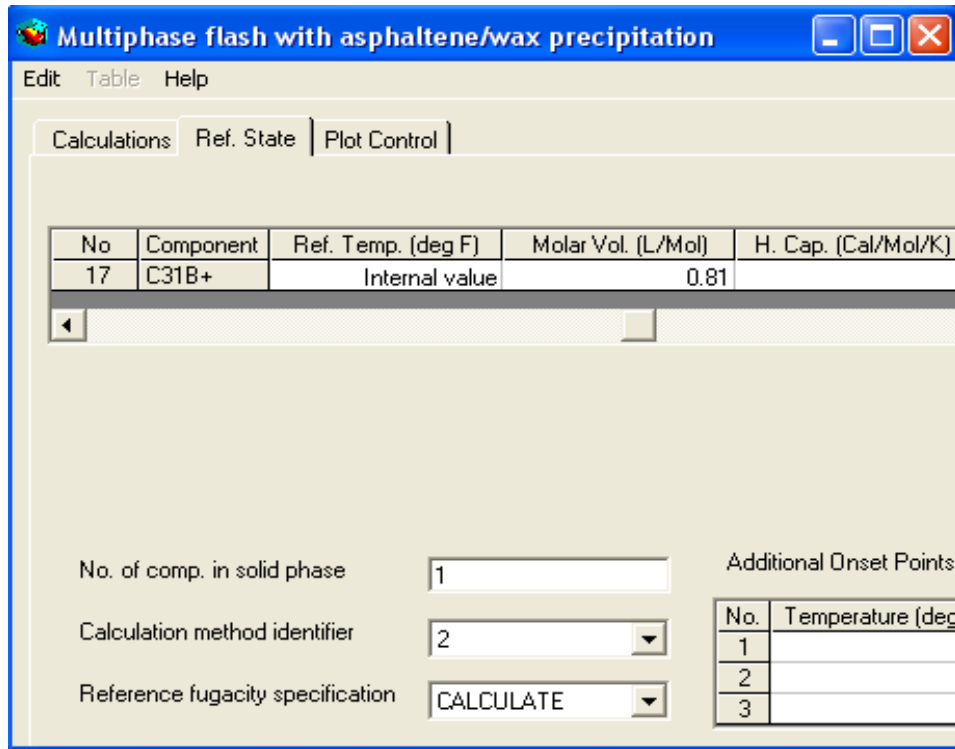 Multiphase flash with asphaltene/wax precipitation
Edit Table Help
Calculations Ref. State Plot Control
No Component Ref. Temp. (deg F) Molar Vol. (L/Mol) H. Cap. (Cal/Mol/K)
17 C31B+ Internal value 0.81
No. of comp. in solid phase 1
Calculation method identifier 2
Reference fugacity specification CALCULATE
Additional Onset Points
No. Temperature (deg
1
2
3